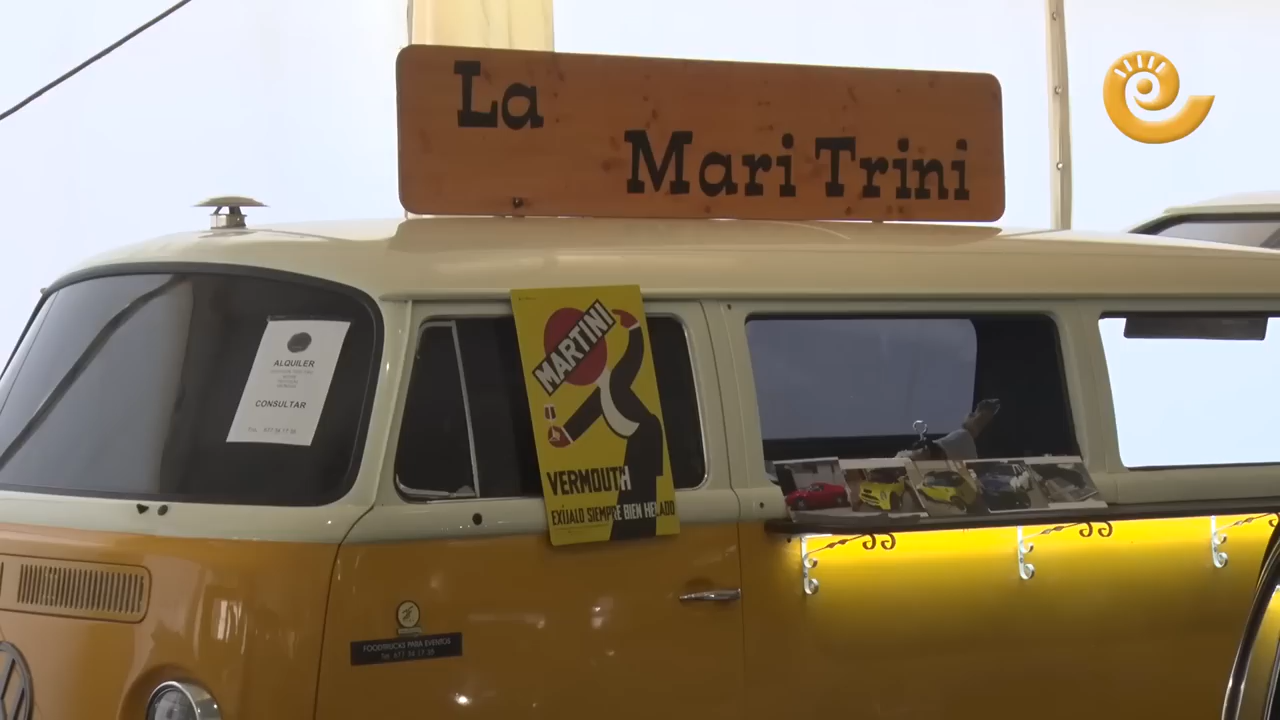 La
Mari Trini
MARTINI
VERMOUTH
EXÍJALO SIEMPRE BIEN HELADO
ALQUILER
CONSULTAR
FOODTRUCKS PARA EVENTOS